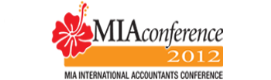 MIAconference
2012
MIA INTERNATIONAL ACCOUNTANTS CONFERENCE